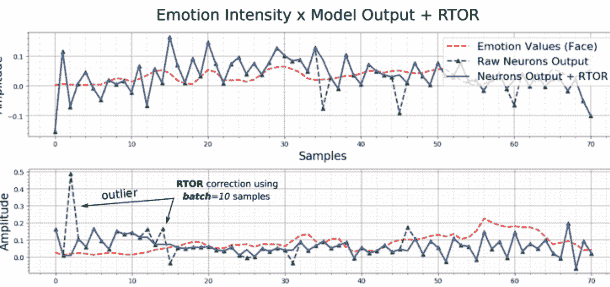 Emotion Intensity x Model Output + RTOR
Amplitude
0.1
0.0
−0.1
Emotion Values (Face)
Raw Neurons Output
Neurons Output + RTOR
0 10 20 30 40 50 60 70
Samples
Amplitude
0.5
0.4
0.3
0.2
0.1
0.0
outlier
RTOR correction using
batch=10 samples
0 10 20 30 40 50 60 70